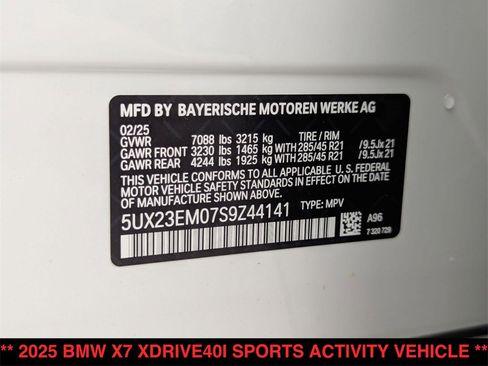 MFD BY BAYERISCHE MOTOREN WERKE AG
02/25
GVWR 7088 lbs 3215 kg TIRE / RIM
GAWR FRONT 3230 lbs 1465 kg WITH 285/45 R21 /9.5Jx 21
GAWR REAR 4244 lbs 1925 kg WITH 285/45 R21 /9.5Jx 21
THIS VEHICLE CONFORMS TO ALL APPLICABLE U.S. FEDERAL
MOTOR VEHICLE SAFETY STANDARDS IN EFFECT ON THE DATE
OF MANUFACTURE SHOWN ABOVE.
5UX23EM07S9Z44141 TYPE: MPV
A96
7 320 729
** 2025 BMW X7 XDRIVE40I SPORTS ACTIVITY VEHICLE **